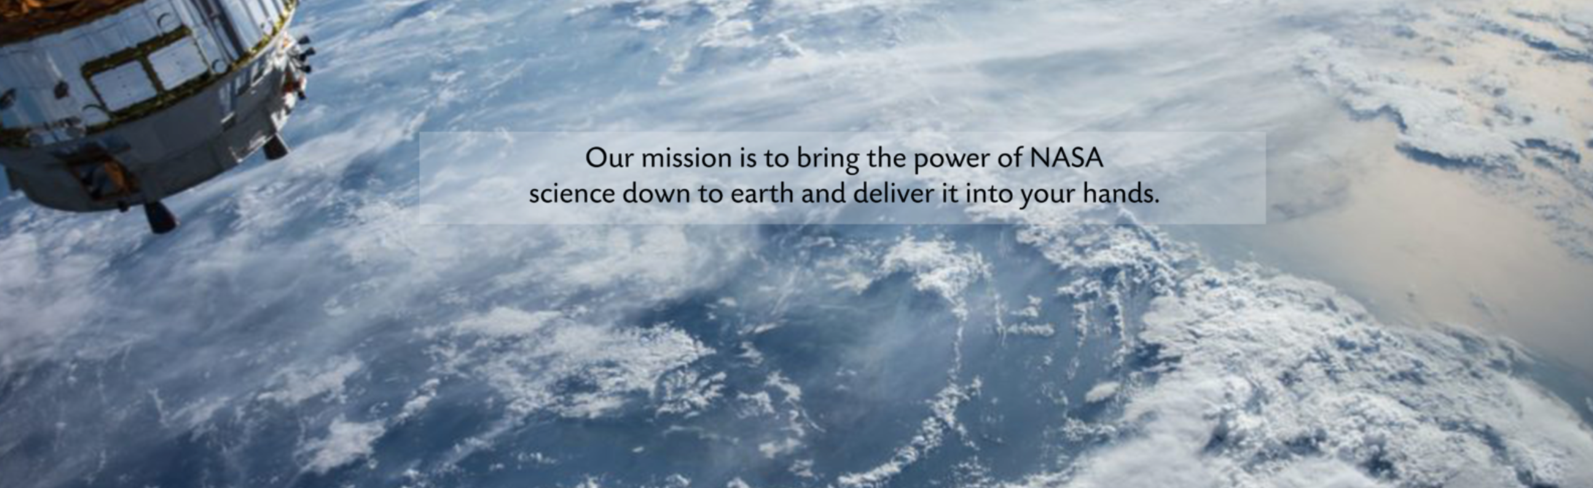 Our mission is to bring the power of NASA
science down to earth and deliver it into your hands.